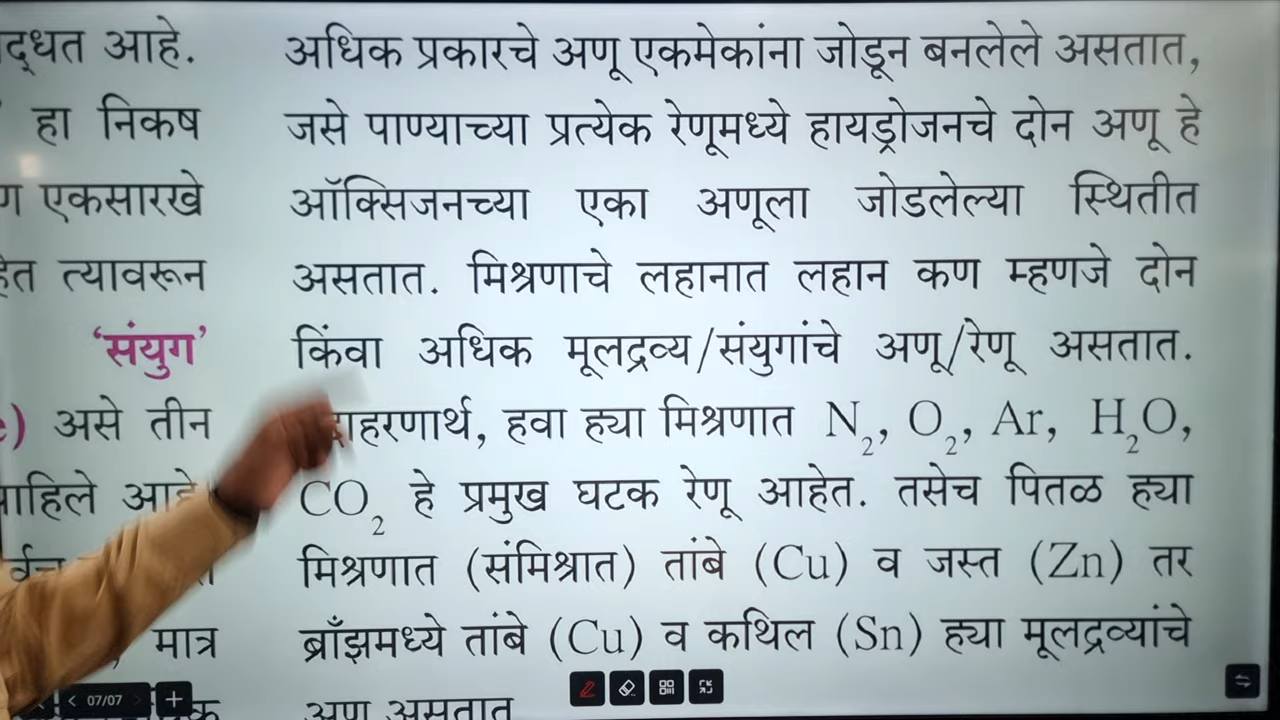 आहे.
हा निकष
एकसारखे
त्यावरून
‘संयुग’
असे तीन
मात्र
अधिक प्रकारचे अणू एकमेकांना जोडून बनलेले असतात,
जसे पाण्याच्या प्रत्येक रेणूमध्ये हायड्रोजनचे दोन अणू हे
ऑक्सिजनच्या एका अणूला जोडलेल्या स्थितीत
असतात. मिश्रणाचे लहानात लहान कण म्हणजे दोन
किंवा अधिक मूलद्रव्य/संयुगांचे अणू/रेणू असतात.
हवा ह्या मिश्रणात N₂, O₂, Ar, H₂O,
CO₂ हे प्रमुख घटक रेणू आहेत. तसेच पितळ ह्या
मिश्रणात (संमिश्रात) तांबे (Cu) व जस्त (Zn) तर
ब्राँझमध्ये तांबे (Cu) व कथिल (Sn) ह्या मूलद्रव्यांचे
अणू असतात
07/07